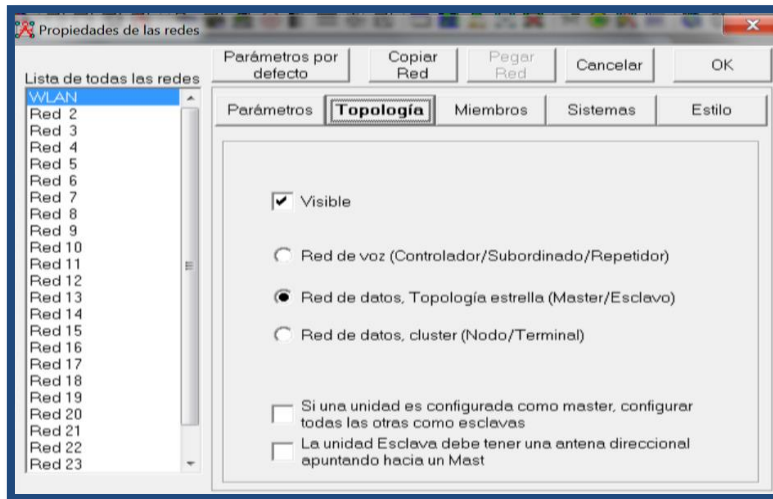 Propiedades de las redes
Parámetros por
defecto
Copiar
Red
Pegar
Red
Cancelar
OK
Lista de todas las redes
WLAN
Red 2
Red 3
Red 4
Red 5
Red 6
Red 7
Red 8
Red 9
Red 10
Red 11
Red 12
Red 13
Red 14
Red 15
Red 16
Red 17
Red 18
Red 19
Red 20
Red 21
Red 22
Red 23
Parámetros
Topología
Miembros
Sistemas
Estilo
Visible
Red de voz (Controlador/Subordinado/Repetidor)
Red de datos, Topología estrella (Master/Esclavo)
Red de datos, cluster (Nodo/Terminal)
Si una unidad es configurada como master, configurar
todas las otras como esclavas
La unidad Esclava debe tener una antena direccional
apuntando hacia un Mast